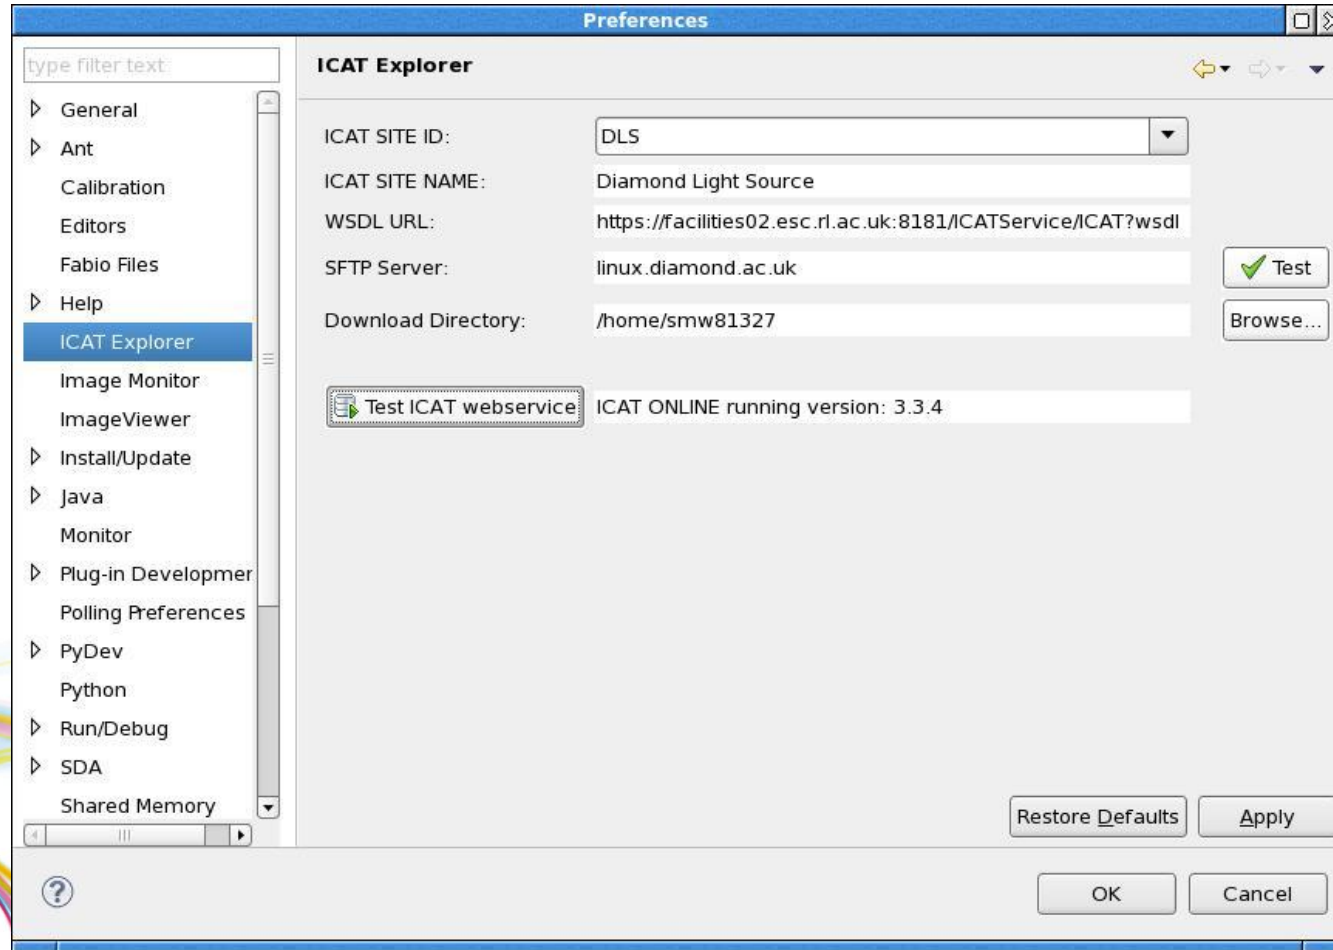 Preferences
type filter text
General
Ant
Calibration
Editors
Fabio Files
Help
ICAT Explorer
Image Monitor
ImageViewer
Install/Update
Java
Monitor
Plug-in Developmer
Polling Preferences
PyDev
Python
Run/Debug
SDA
Shared Memory
ICAT Explorer
ICAT SITE ID: DLS
ICAT SITE NAME: Diamond Light Source
WSDL URL: https://facilities02.esc.rl.ac.uk:8181/ICATService/ICAT?wsdl
SFTP Server: linux.diamond.ac.uk Test
Download Directory: /home/smw81327 Browse...
Test ICAT webservice ICAT ONLINE running version: 3.3.4
Restore Defaults Apply
? OK Cancel